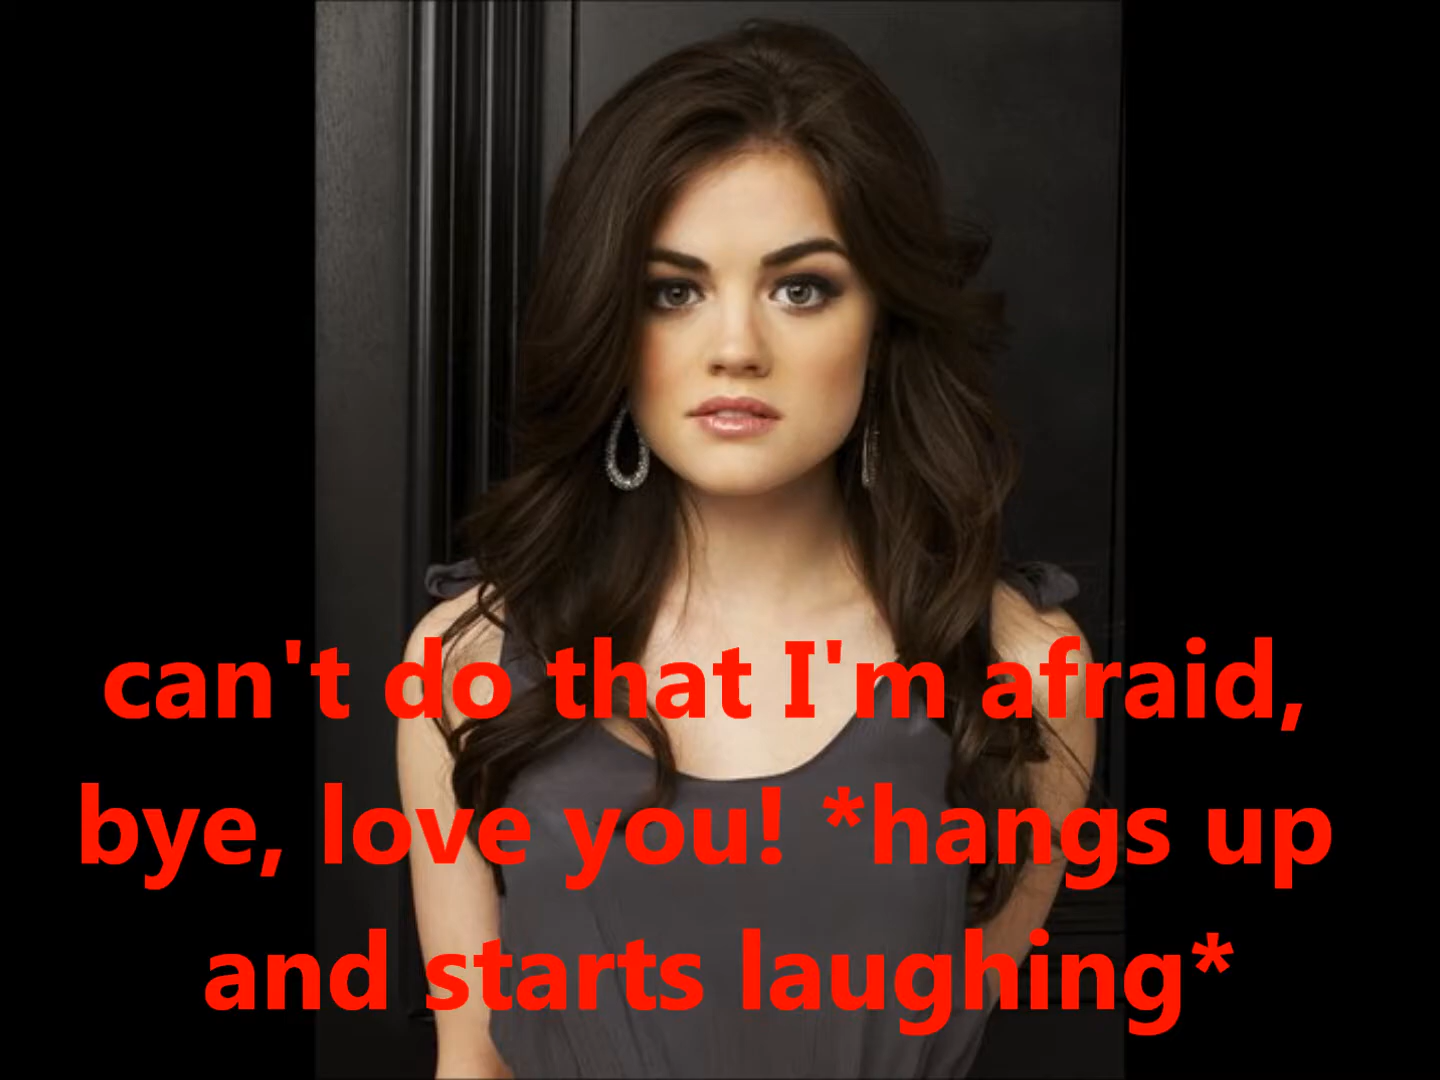 can't do that I'm afraid,
bye, love you! *hangs up
and starts laughing*